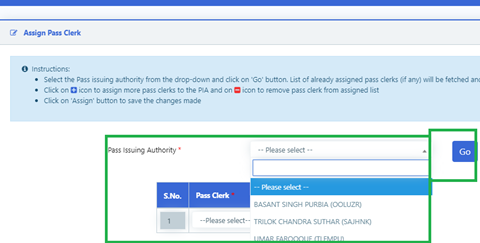 Assign Pass Clerk
Instructions:
Select the Pass issuing authority from the drop-down and click on 'Go' button. List of already assigned pass clerks (if any) will be fetched and
Click on icon to assign more pass clerks to the PIA and on icon to remove pass clerk from assigned list
Click on 'Assign' button to save the changes made
Pass Issuing Authority *
-- Please select --
Go
-- Please select --
S.No.
Pass Clerk *
BASANT SINGH PURBIA (OOLUZR)
1
--Please select--
TRILOK CHANDRA SUTHAR (SAJHNK)
UMAR FAROOQUE (TLEMPU)